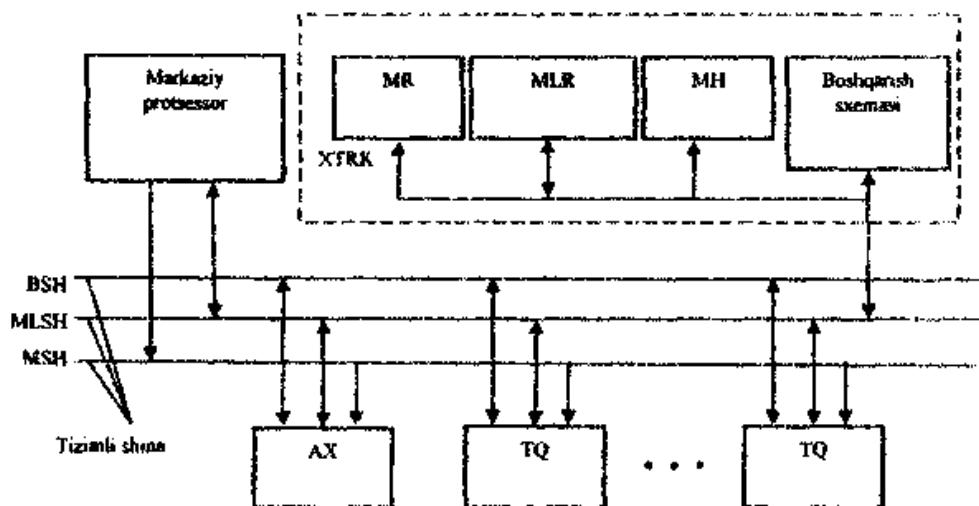 Markaziy
protsessor
MR
MLR
MH
Boshqarish
sxemasi
XTRK
BSH
MLSH
MSH
Tizimli shina
AX
TQ
TQ